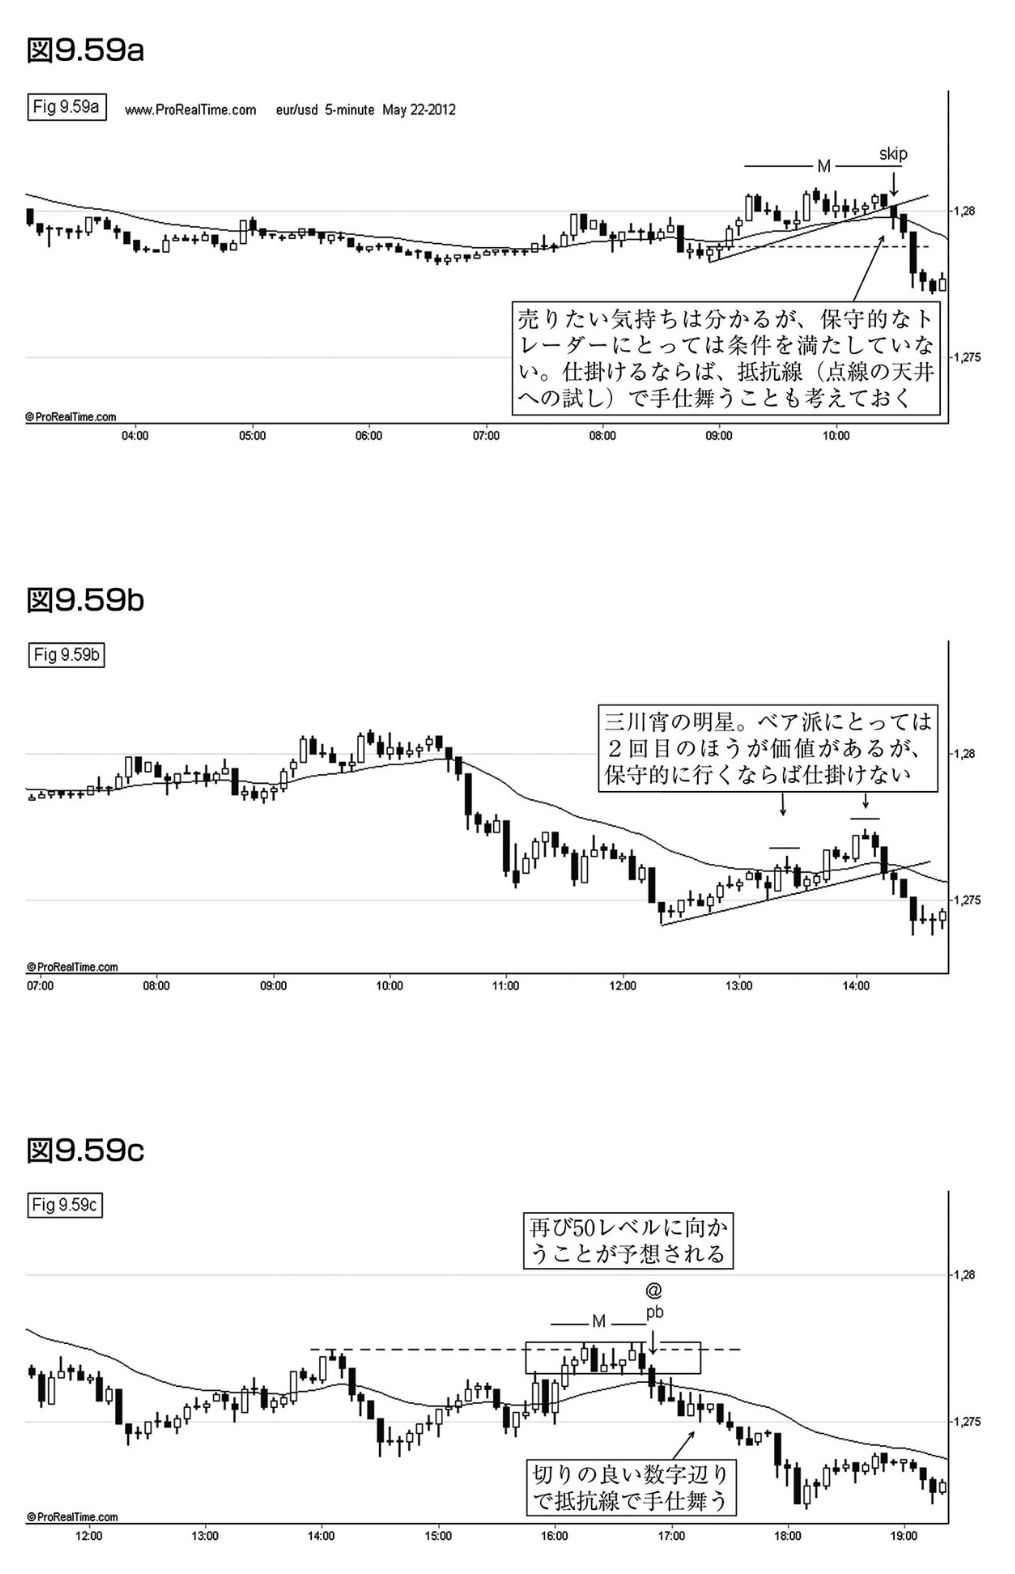 図9.59a
Fig 9.59a www.ProRealTime.com eur/usd 5-minute May 22-2012
skip
M
1,28
売りたい気持ちは分かるが、保守的なト
レーダーにとっては条件を満たしていな
い。仕掛けるならば、抵抗線（点線の天井
への試し）で手仕舞うことも考えておく
1,275
©ProRealTime.com
04:00 05:00 06:00 07:00 08:00 09:00 10:00
図9.59b
Fig 9.59b
三川宵の明星。ベア派にとっては
２回目のほうが価値があるが、
保守的に行くならば仕掛けない
1,28
1,275
©ProRealTime.com
07:00 08:00 09:00 10:00 11:00 12:00 13:00 14:00
図9.59c
Fig 9.59c
再び50レベルに向か
うことが予想される
1,28
@
pb
M
1,275
切りの良い数字辺り
で抵抗線で手仕舞う
©ProRealTime.com
12:00 13:00 14:00 15:00 16:00 17:00 18:00 19:00